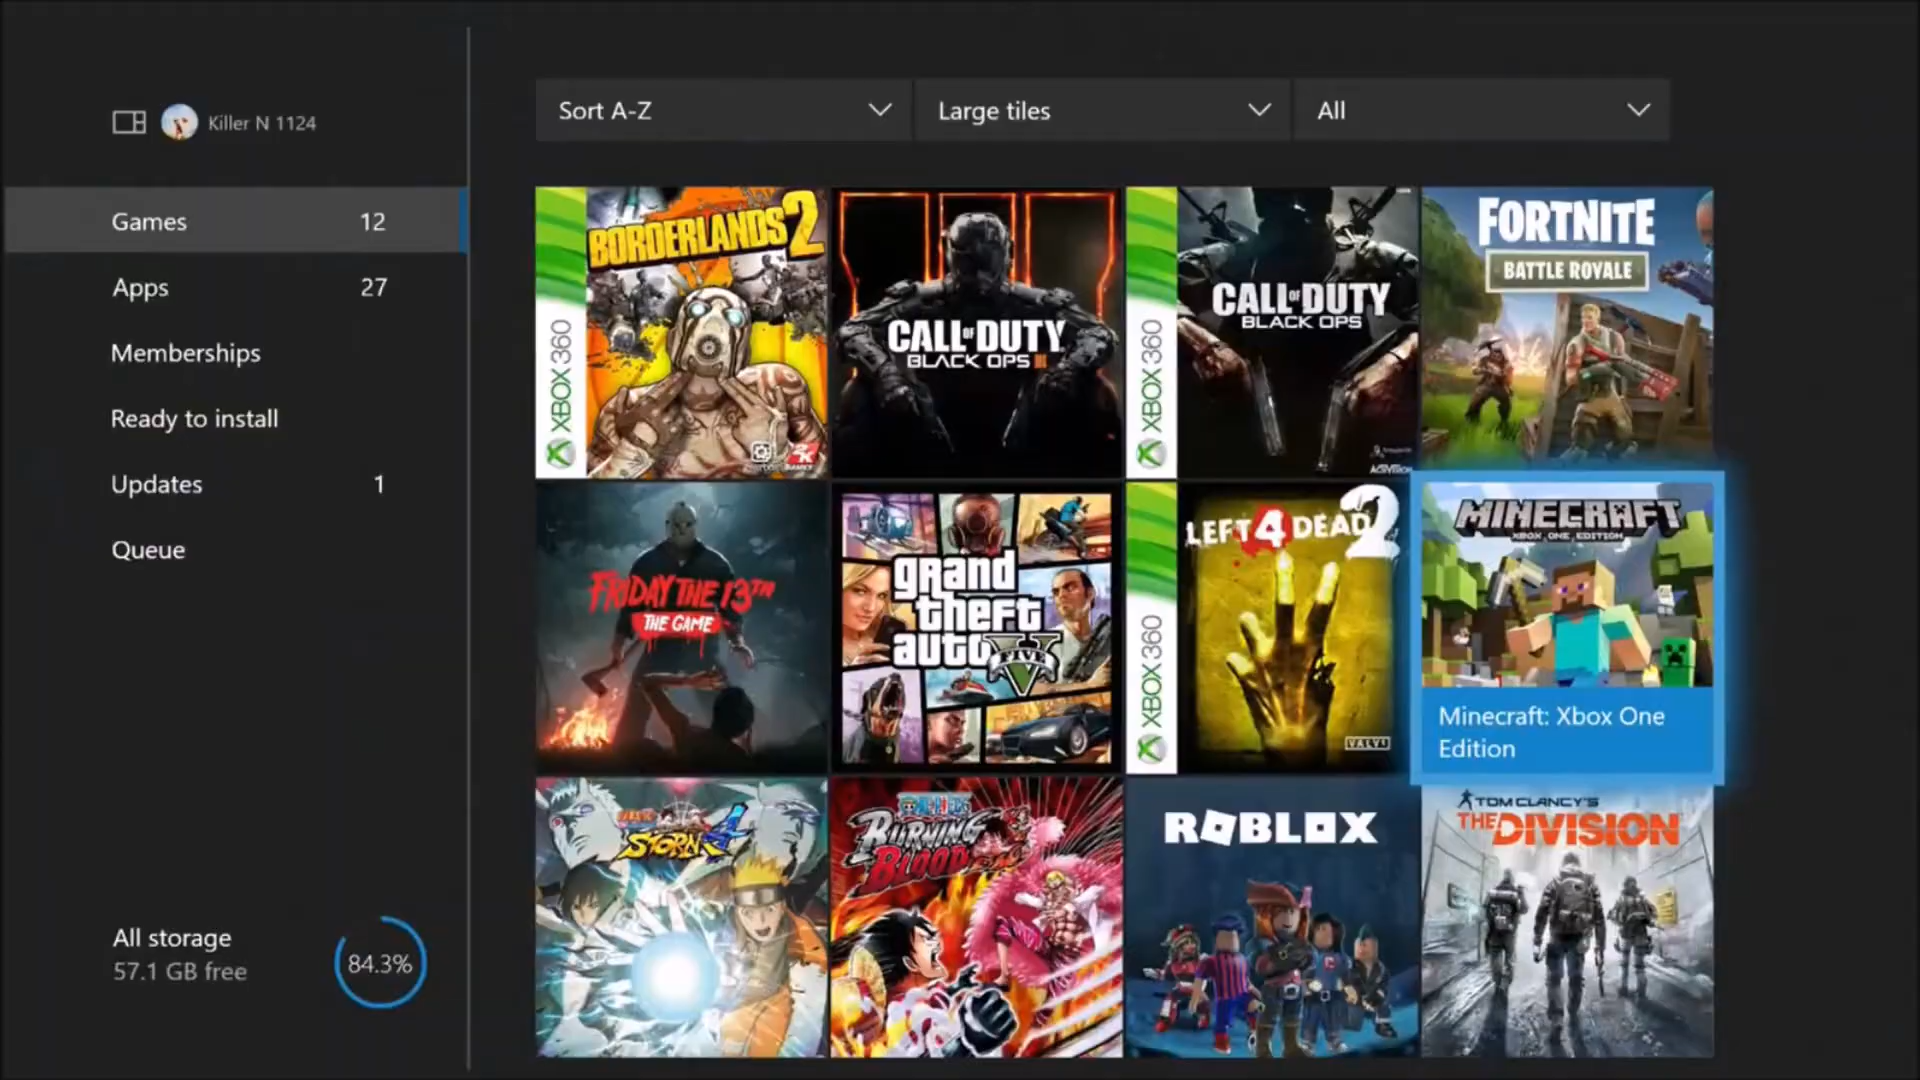 Killer N 1124
Games 12
Apps 27
Memberships
Ready to install
Updates 1
Queue
All storage
57.1 GB free
84.3%
Sort A-Z
Large tiles
All
XBOX 360
BORDERLANDS 2
2K
GAMES
CALL OF DUTY
BLACK OPS III
XBOX 360
CALL OF DUTY
BLACK OPS
ACTIVISION
FORTNITE
BATTLE ROYALE
FRIDAY THE 13TH
THE GAME
grand
theft
auto
V
FIVE
XBOX 360
LEFT 4 DEAD 2
VALVE
MINECRAFT
XBOX ONE EDITION
Minecraft: Xbox One
Edition
STORM 4
ONE PIECE
BURNING
BLOOD
ROBLOX
TOM CLANCY'S
THE DIVISION